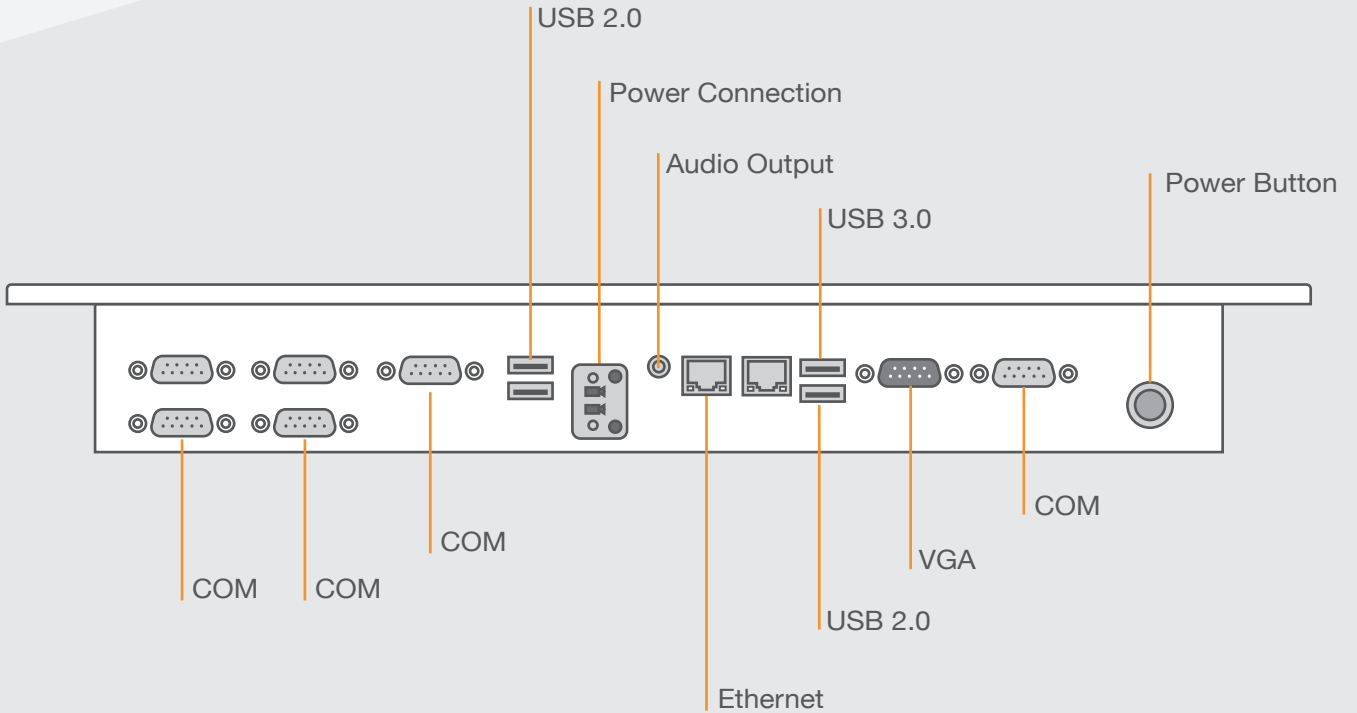 USB 2.0
Power Connection
Audio Output
Power Button
USB 3.0
COM
COM
VGA
COM
COM
USB 2.0
Ethernet